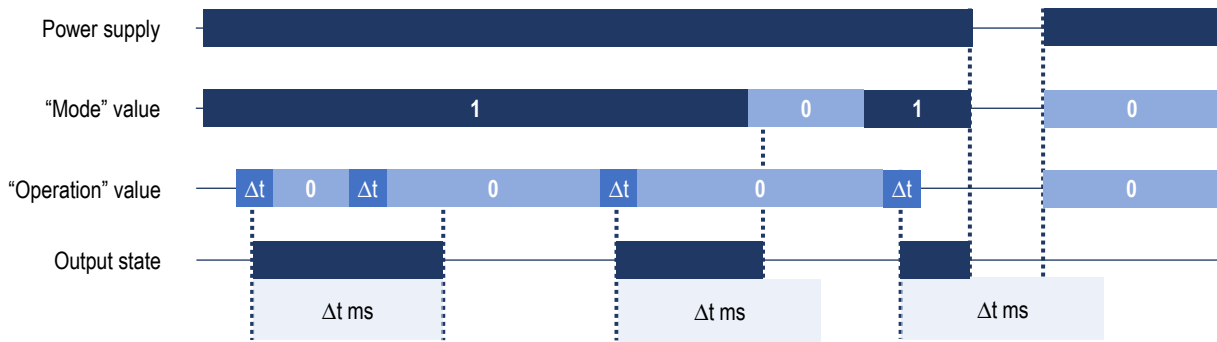 Power supply
“Mode” value
1 0 1 0
“Operation” value
Δt 0 Δt 0 Δt 0 Δt 0
Output state
Δt ms Δt ms Δt ms